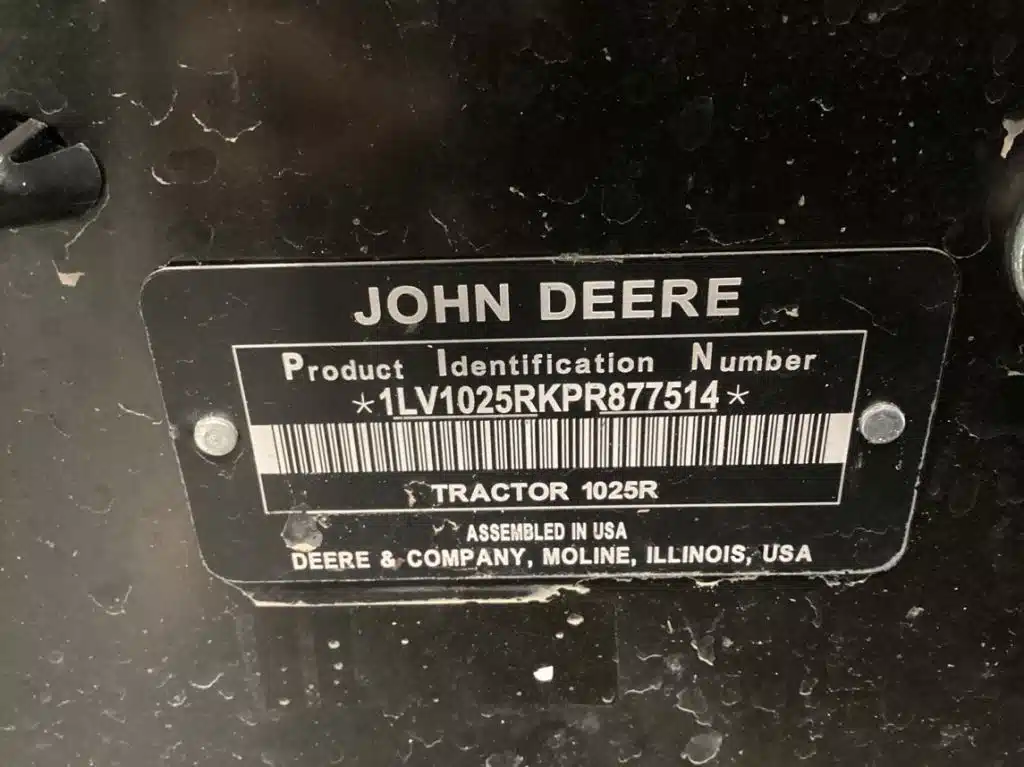 JOHN DEERE
Product Identification Number
*1LV1025RKPR877514*
TRACTOR 1025R
ASSEMBLED IN USA
DEERE & COMPANY, MOLINE, ILLINOIS, USA